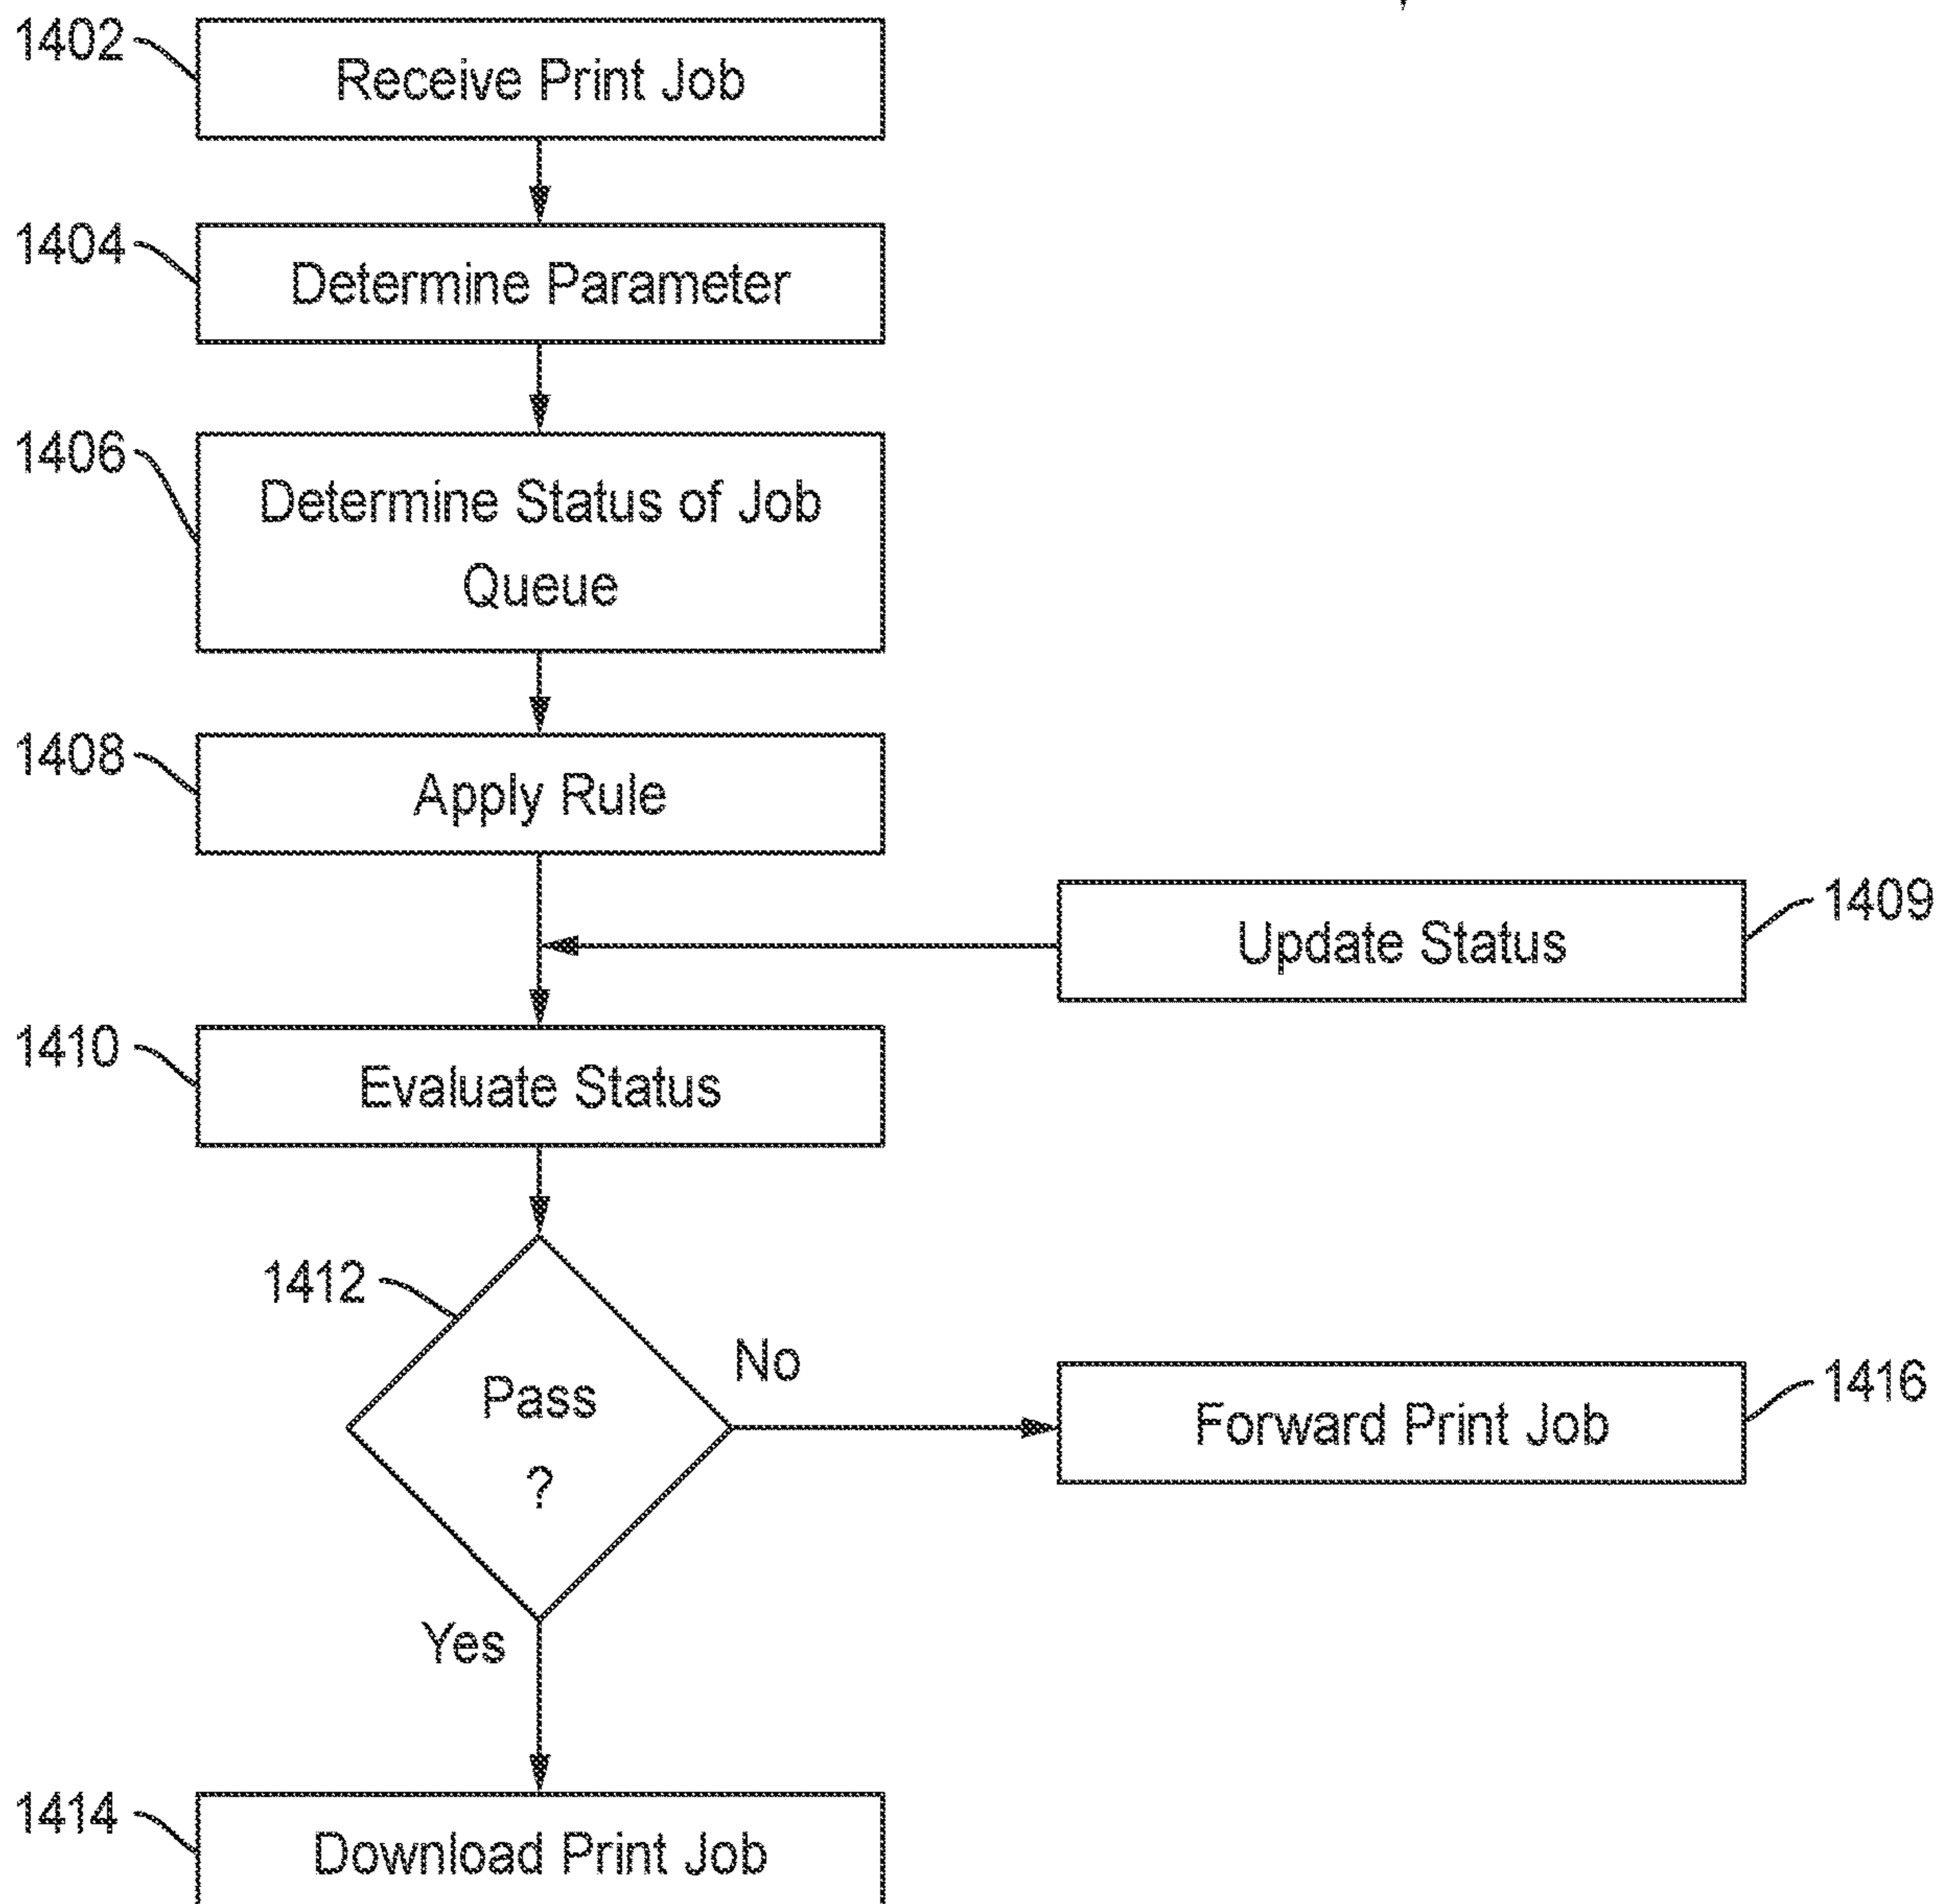 1402
Receive Print Job
1404
Determine Parameter
1406
Determine Status of Job
Queue
1408
Apply Rule
Update Status
1409
1410
Evaluate Status
1412
Pass
?
No
Forward Print Job
1416
Yes
1414
Download Print Job